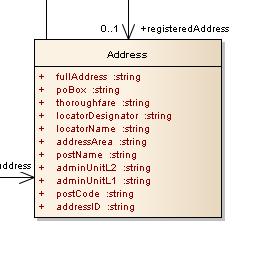 0..1 +registeredAddress
Address
+ fullAddress :string
+ poBox :string
+ thoroughfare :string
+ locatorDesignator :string
+ locatorName :string
+ addressArea :string
+ postName :string
address
+ adminUnitL2 :string
+ adminUnitL1 :string
+ postCode :string
+ addressID :string